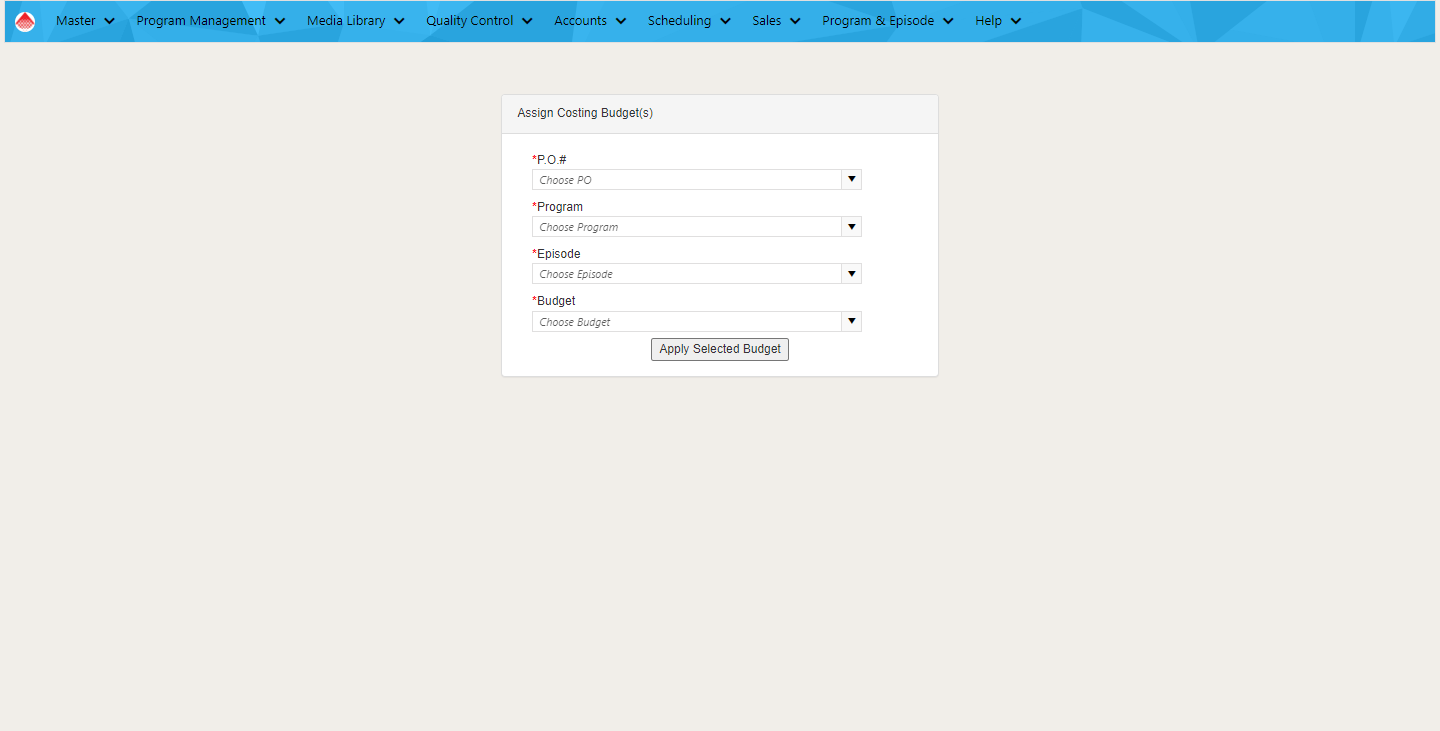 Master Program Management Media Library Quality Control Accounts Scheduling Sales Program & Episode Help
Assign Costing Budget(s)
*P.O.#
Choose PO
*Program
Choose Program
*Episode
Choose Episode
*Budget
Choose Budget
Apply Selected Budget